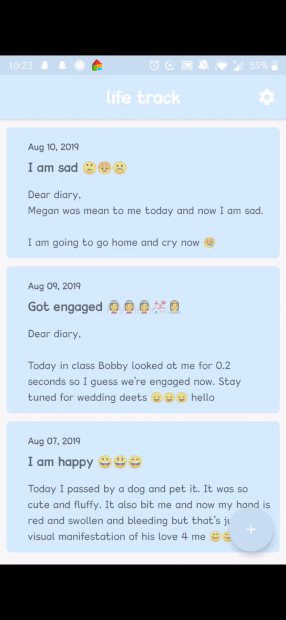 10:23 55%
life track
Aug 10, 2019
I am sad 🙁🥺☹️
Dear diary,
Megan was mean to me today and now I am sad.
I am going to go home and cry now 🥺
Aug 09, 2019
Got engaged
Dear diary,
Today in class Bobby looked at me for 0.2
seconds so I guess we're engaged now. Stay
tuned for wedding deets 😄😄😄 hello
Aug 07, 2019
I am happy 😀😃😄
Today I passed by a dog and pet it. It was so
cute and fluffy. It also bit me and now my hand is
red and swollen and bleeding but that's
visual manifestation of his love 4 me 😄
+